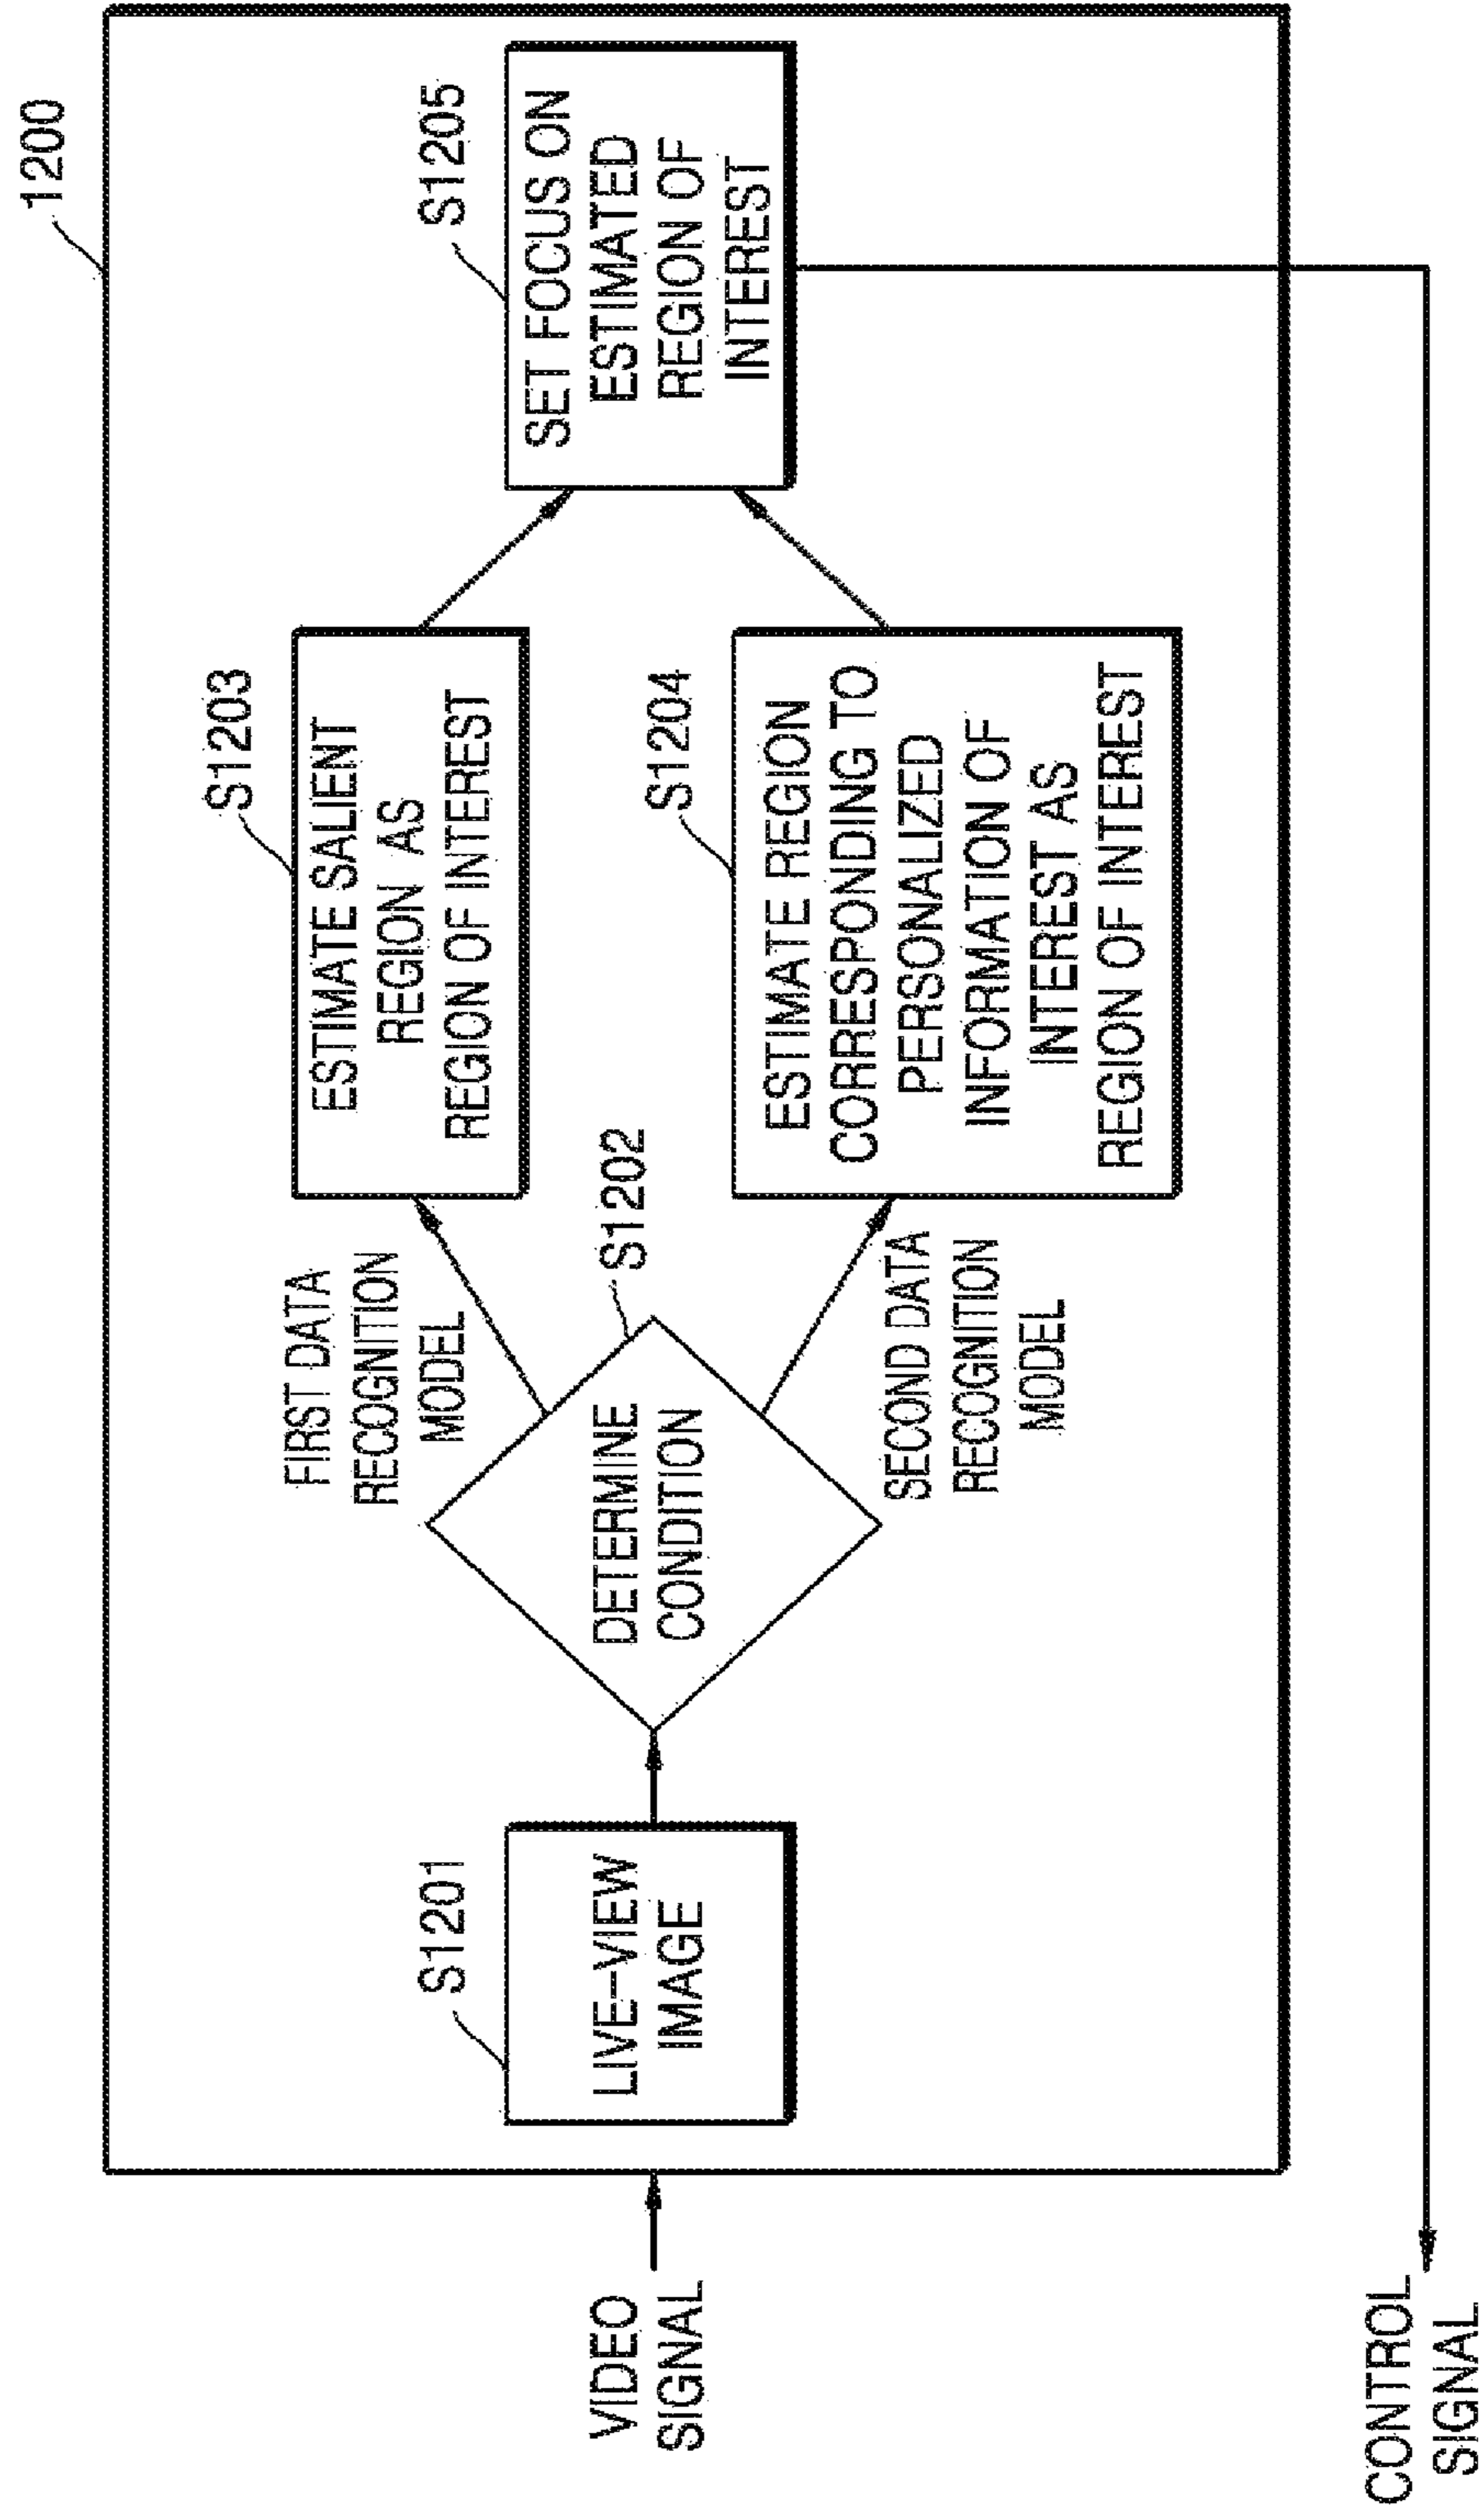 1200
VIDEO
SIGNAL
S1201
LIVE-VIEW
IMAGE
S1202
DETERMINE
CONDITION
FIRST DATA
RECOGNITION
MODEL
SECOND DATA
RECOGNITION
MODEL
S1203
ESTIMATE SALIENT
REGION AS
REGION OF INTEREST
S1204
ESTIMATE REGION
CORRESPONDING TO
PERSONALIZED
INFORMATION OF
INTEREST AS
REGION OF INTEREST
S1205
SET FOCUS ON
ESTIMATED
REGION OF
INTEREST
CONTROL
SIGNAL